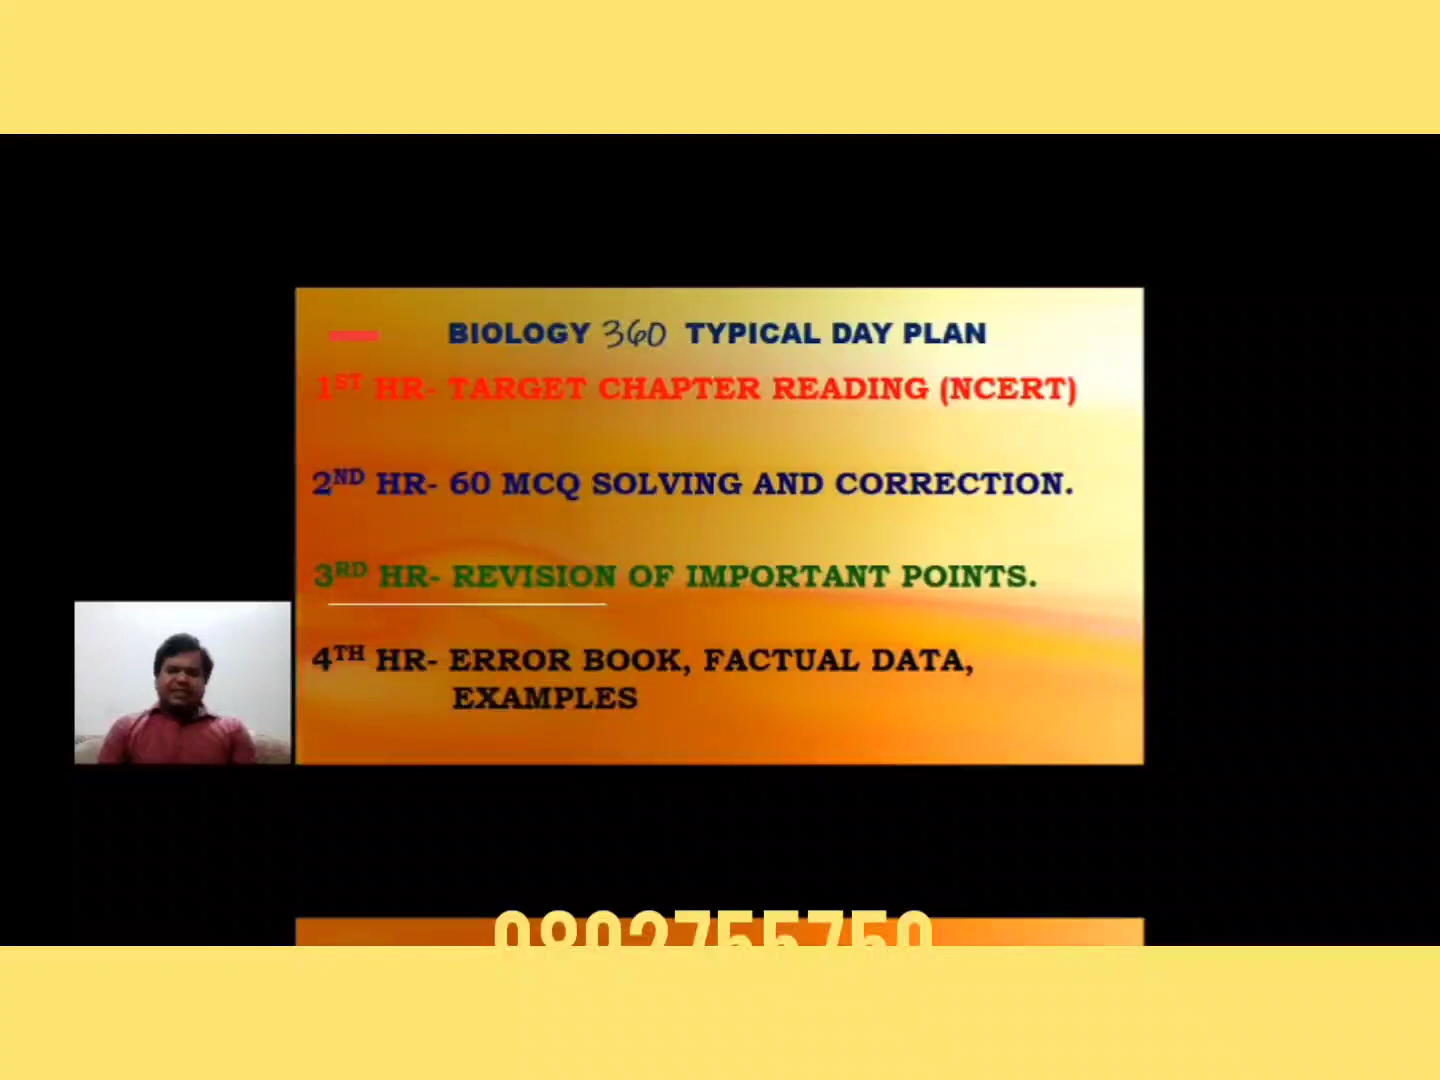 BIOLOGY 360 TYPICAL DAY PLAN
1ST HR- TARGET CHAPTER READING (NCERT)
2ND HR- 60 MCQ SOLVING AND CORRECTION.
3RD HR- REVISION OF IMPORTANT POINTS.
4TH HR- ERROR BOOK, FACTUAL DATA,
EXAMPLES